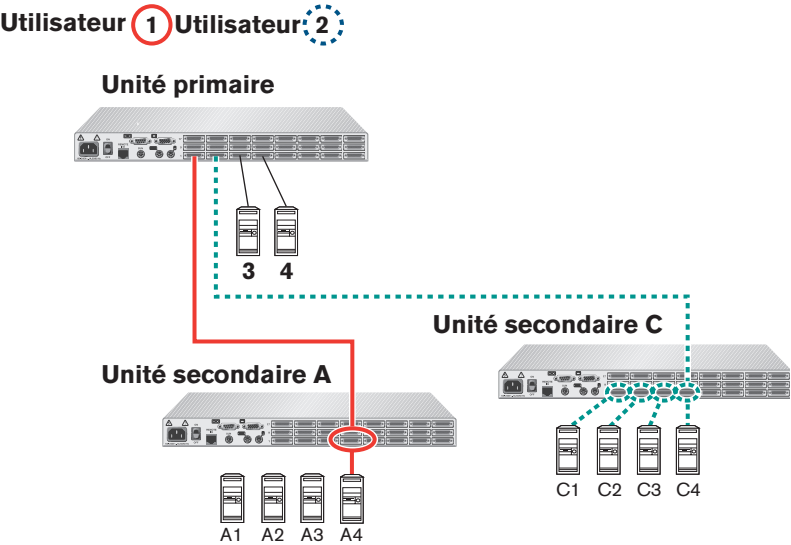 Utilisateur 1 Utilisateur 2
Unité primaire
3 4
Unité secondaire C
Unité secondaire A
C1 C2 C3 C4
A1 A2 A3 A4